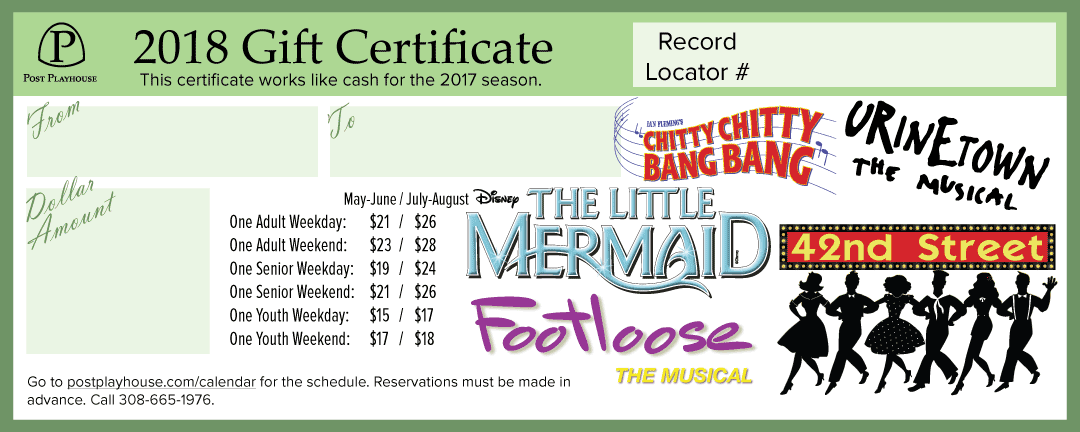 P
POST PLAYHOUSE
2018 Gift Certificate
This certificate works like cash for the 2017 season.
Record
Locator #
From
To
Dollar
Amount
May-June / July-August
One Adult Weekday: $21 / $26
One Adult Weekend: $23 / $28
One Senior Weekday: $19 / $24
One Senior Weekend: $21 / $26
One Youth Weekday: $15 / $17
One Youth Weekend: $17 / $18
Go to postplayhouse.com/calendar for the schedule. Reservations must be made in
advance. Call 308-665-1976.
IAN FLEMING'S
CHITTY CHITTY
BANG BANG
URINETOWN
THE MUSICAL
Disney
THE LITTLE
MERMAID
Footloose
THE MUSICAL
42nd Street